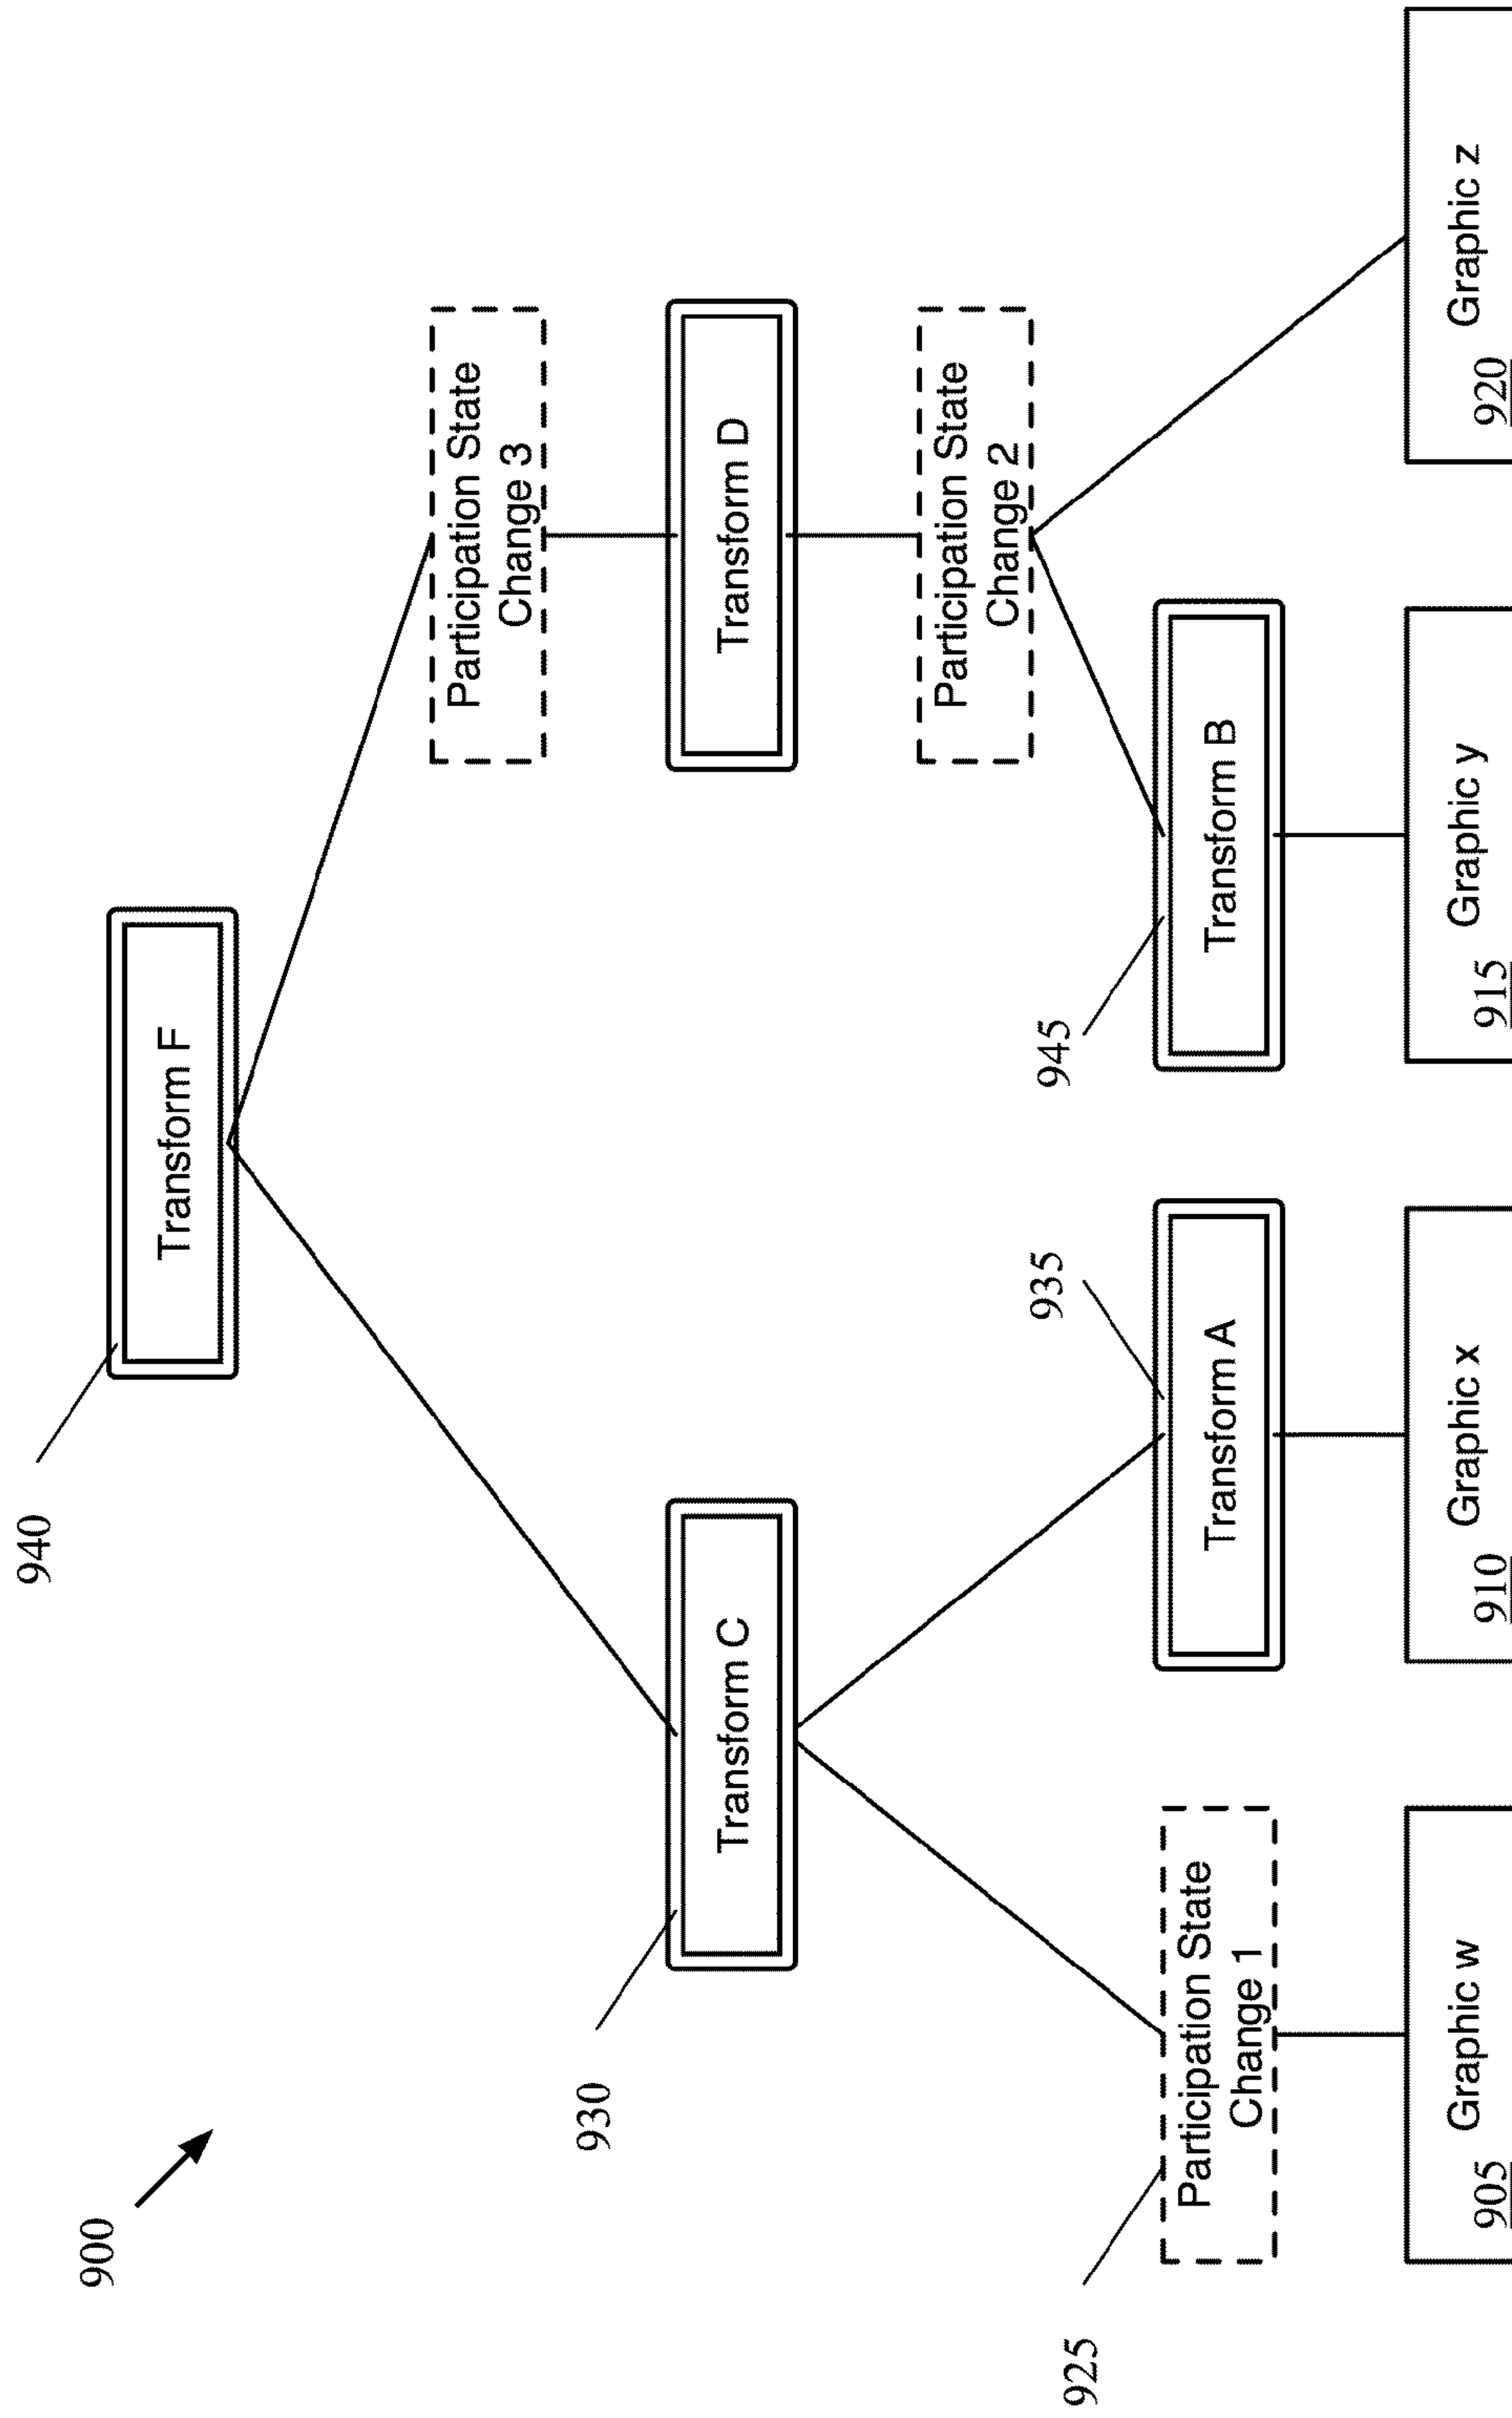 900
940
Transform F
Participation State
Change 3
930
Transform C
Transform D
Participation State
Change 2
925
Participation State
Change 1
935
Transform A
945
Transform B
905
Graphic w
910
Graphic x
915
Graphic y
920
Graphic z